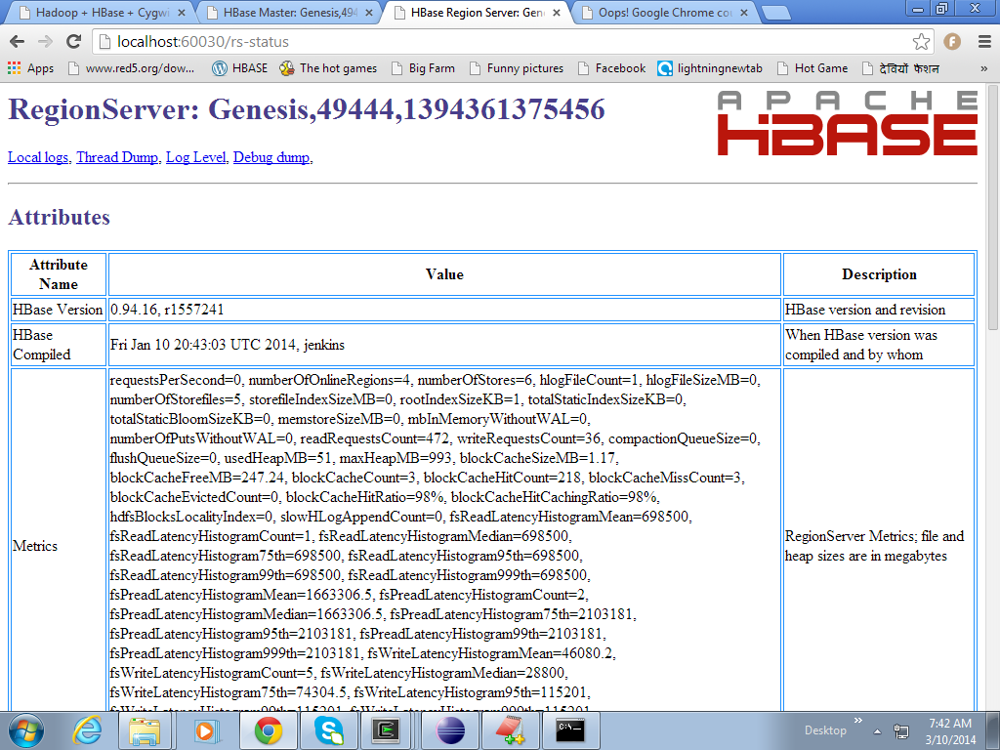 Hadoop + HBase + Cygwi
HBase Master: Genesis,494
HBase Region Server: Gen
Oops! Google Chrome cou
localhost:60030/rs-status
Apps
www.red5.org/dow...
HBASE
The hot games
Big Farm
Funny pictures
Facebook
lightningnewtab
Hot Game
देवियों फेशन
»
RegionServer: Genesis,49444,1394361375456
APACHE
HBASE
Local logs, Thread Dump, Log Level, Debug dump,
Attributes
Attribute Name
Value
Description
HBase Version
0.94.16, r1557241
HBase version and revision
HBase Compiled
Fri Jan 10 20:43:03 UTC 2014, jenkins
When HBase version was
compiled and by whom
Metrics
requestsPerSecond=0, numberOfOnlineRegions=4, numberOfStores=6, hlogFileCount=1, hlogFileSizeMB=0,
numberOfStorefiles=5, storefileIndexSizeMB=0, rootIndexSizeKB=1, totalStaticIndexSizeKB=0,
totalStaticBloomSizeKB=0, memstoreSizeMB=0, mbInMemoryWithoutWAL=0,
numberOfPutsWithoutWAL=0, readRequestsCount=472, writeRequestsCount=36, compactionQueueSize=0,
flushQueueSize=0, usedHeapMB=51, maxHeapMB=993, blockCacheSizeMB=1.17,
blockCacheFreeMB=247.24, blockCacheCount=3, blockCacheHitCount=218, blockCacheMissCount=3,
blockCacheEvictedCount=0, blockCacheHitRatio=98%, blockCacheHitCachingRatio=98%,
hdfsBlocksLocalityIndex=0, slowHLogAppendCount=0, fsReadLatencyHistogramMean=698500,
fsReadLatencyHistogramCount=1, fsReadLatencyHistogramMedian=698500,
fsReadLatencyHistogram75th=698500, fsReadLatencyHistogram95th=698500,
fsReadLatencyHistogram99th=698500, fsReadLatencyHistogram999th=698500,
fsPreadLatencyHistogramMean=1663306.5, fsPreadLatencyHistogramCount=2,
fsPreadLatencyHistogramMedian=1663306.5, fsPreadLatencyHistogram75th=2103181,
fsPreadLatencyHistogram95th=2103181, fsPreadLatencyHistogram99th=2103181,
fsPreadLatencyHistogram999th=2103181, fsWriteLatencyHistogramMean=46080.2,
fsWriteLatencyHistogramCount=5, fsWriteLatencyHistogramMedian=28800,
fsWriteLatencyHistogram75th=74304.5, fsWriteLatencyHistogram95th=115201,
fsWriteLatencyHistogram99th=115201, fsWriteLatencyHistogram999th=115201,
RegionServer Metrics; file and
heap sizes are in megabytes
Desktop
»
7:42 AM
3/10/2014